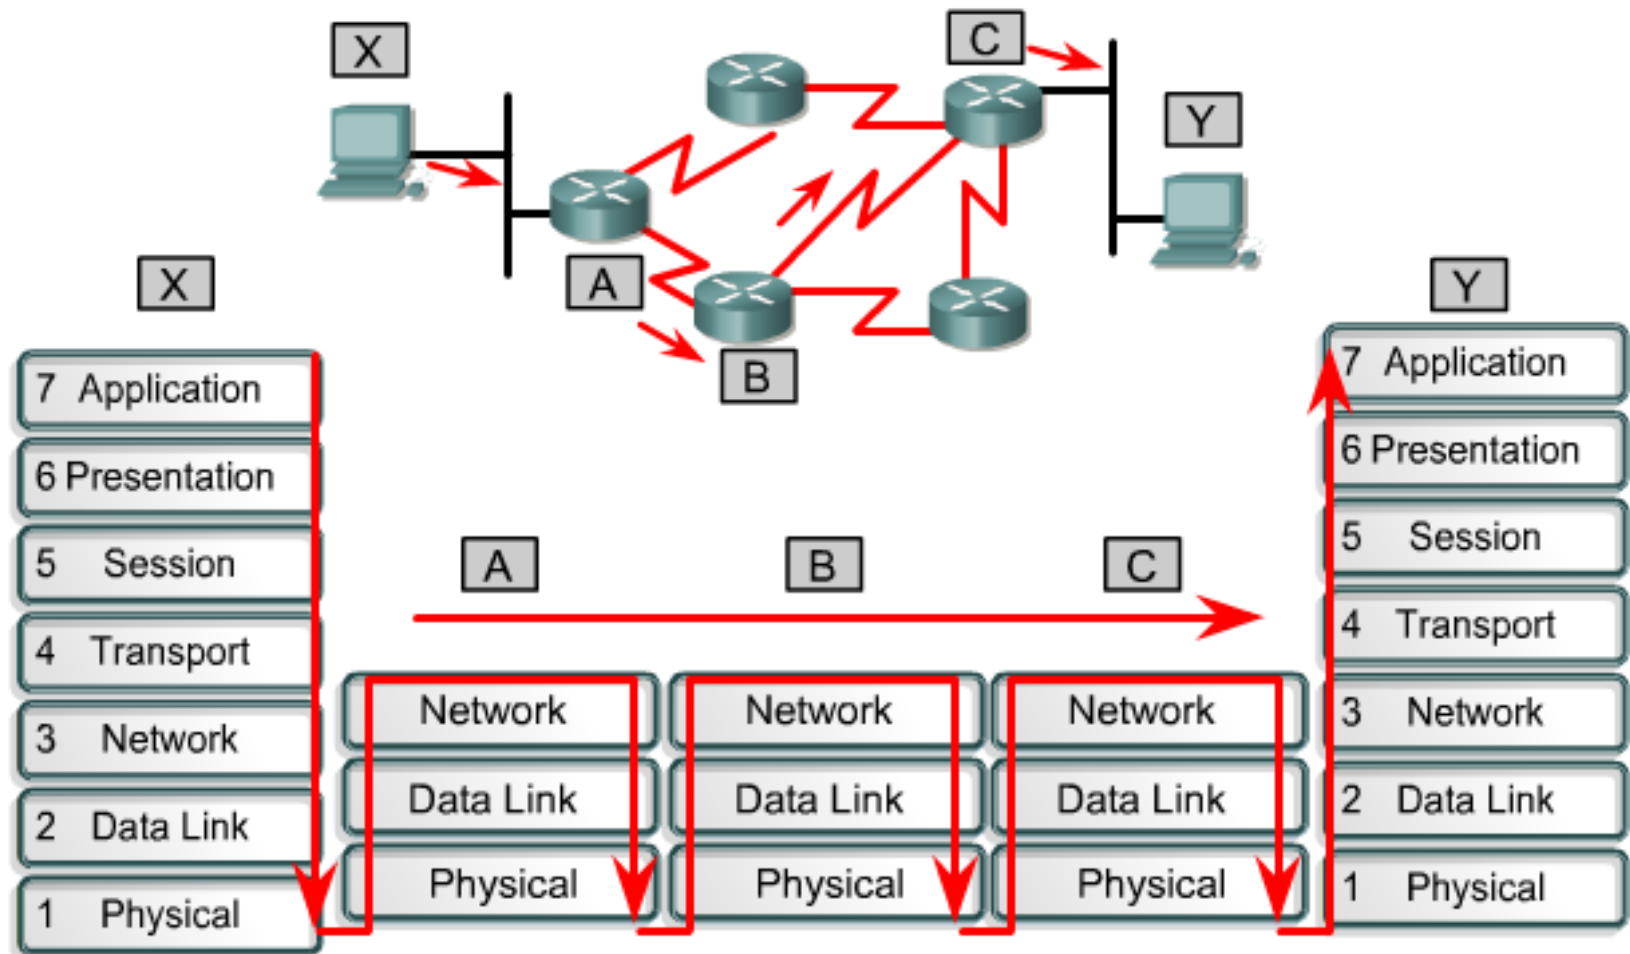 X
C
Y
A
B
X
Y
7 Application
6 Presentation
5 Session
4 Transport
3 Network
2 Data Link
1 Physical
A
B
C
Network
Data Link
Physical
Network
Data Link
Physical
Network
Data Link
Physical
7 Application
6 Presentation
5 Session
4 Transport
3 Network
2 Data Link
1 Physical